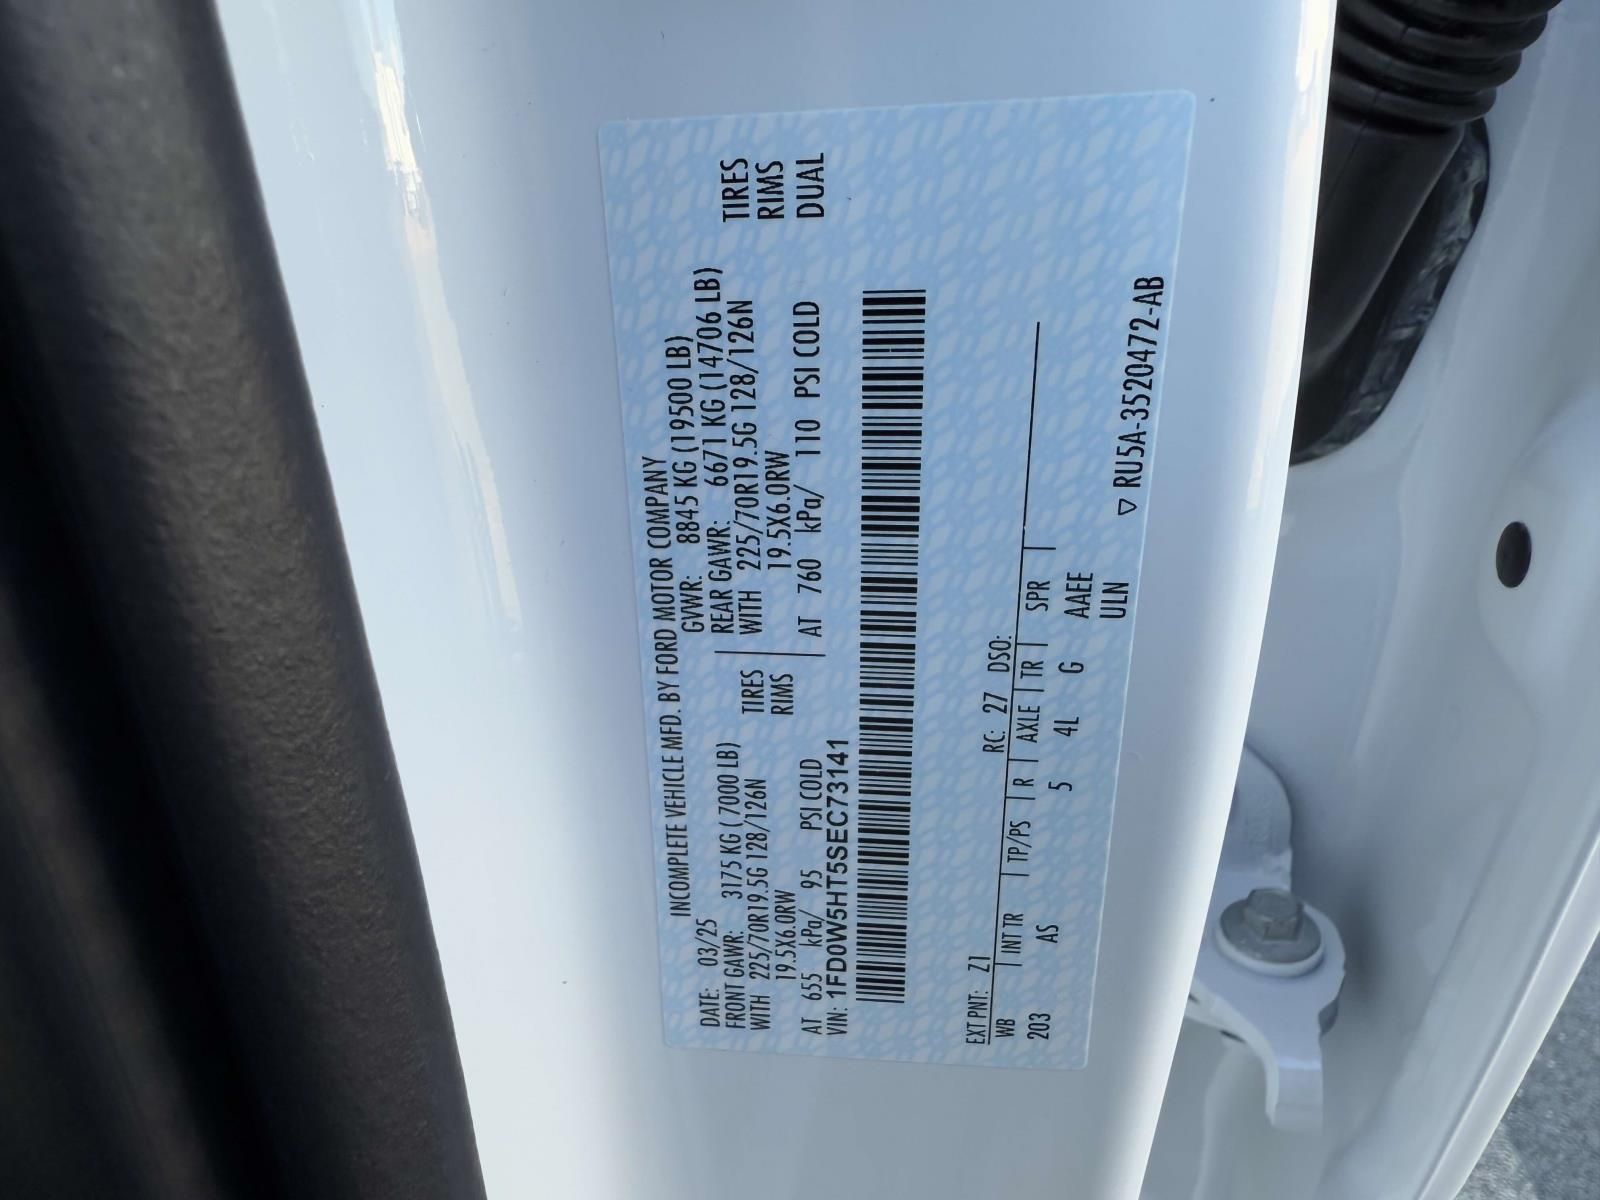 INCOMPLETE VEHICLE MFD. BY FORD MOTOR COMPANY
DATE: 03/25 GVWR: 8845 KG (19500 LB)
FRONT GAWR: 3175 KG ( 7000 LB) REAR GAWR: 6671 KG (14706 LB)
WITH 225/70R19.5G 128/126N TIRES WITH 225/70R19.5G 128/126N TIRES
19.5X6.0RW RIMS 19.5X6.0RW RIMS
AT 655 kPa/ 95 PSI COLD AT 760 kPa/ 110 PSI COLD DUAL
VIN: 1FD0W5HT5SEC73141
EXT PNT: Z1 RC: 27 DSO:
WB INT TR TP/PS R AXLE TR SPR
203 AS 5 4L G AAEE
ULN
▽ RU5A-3520472-AB